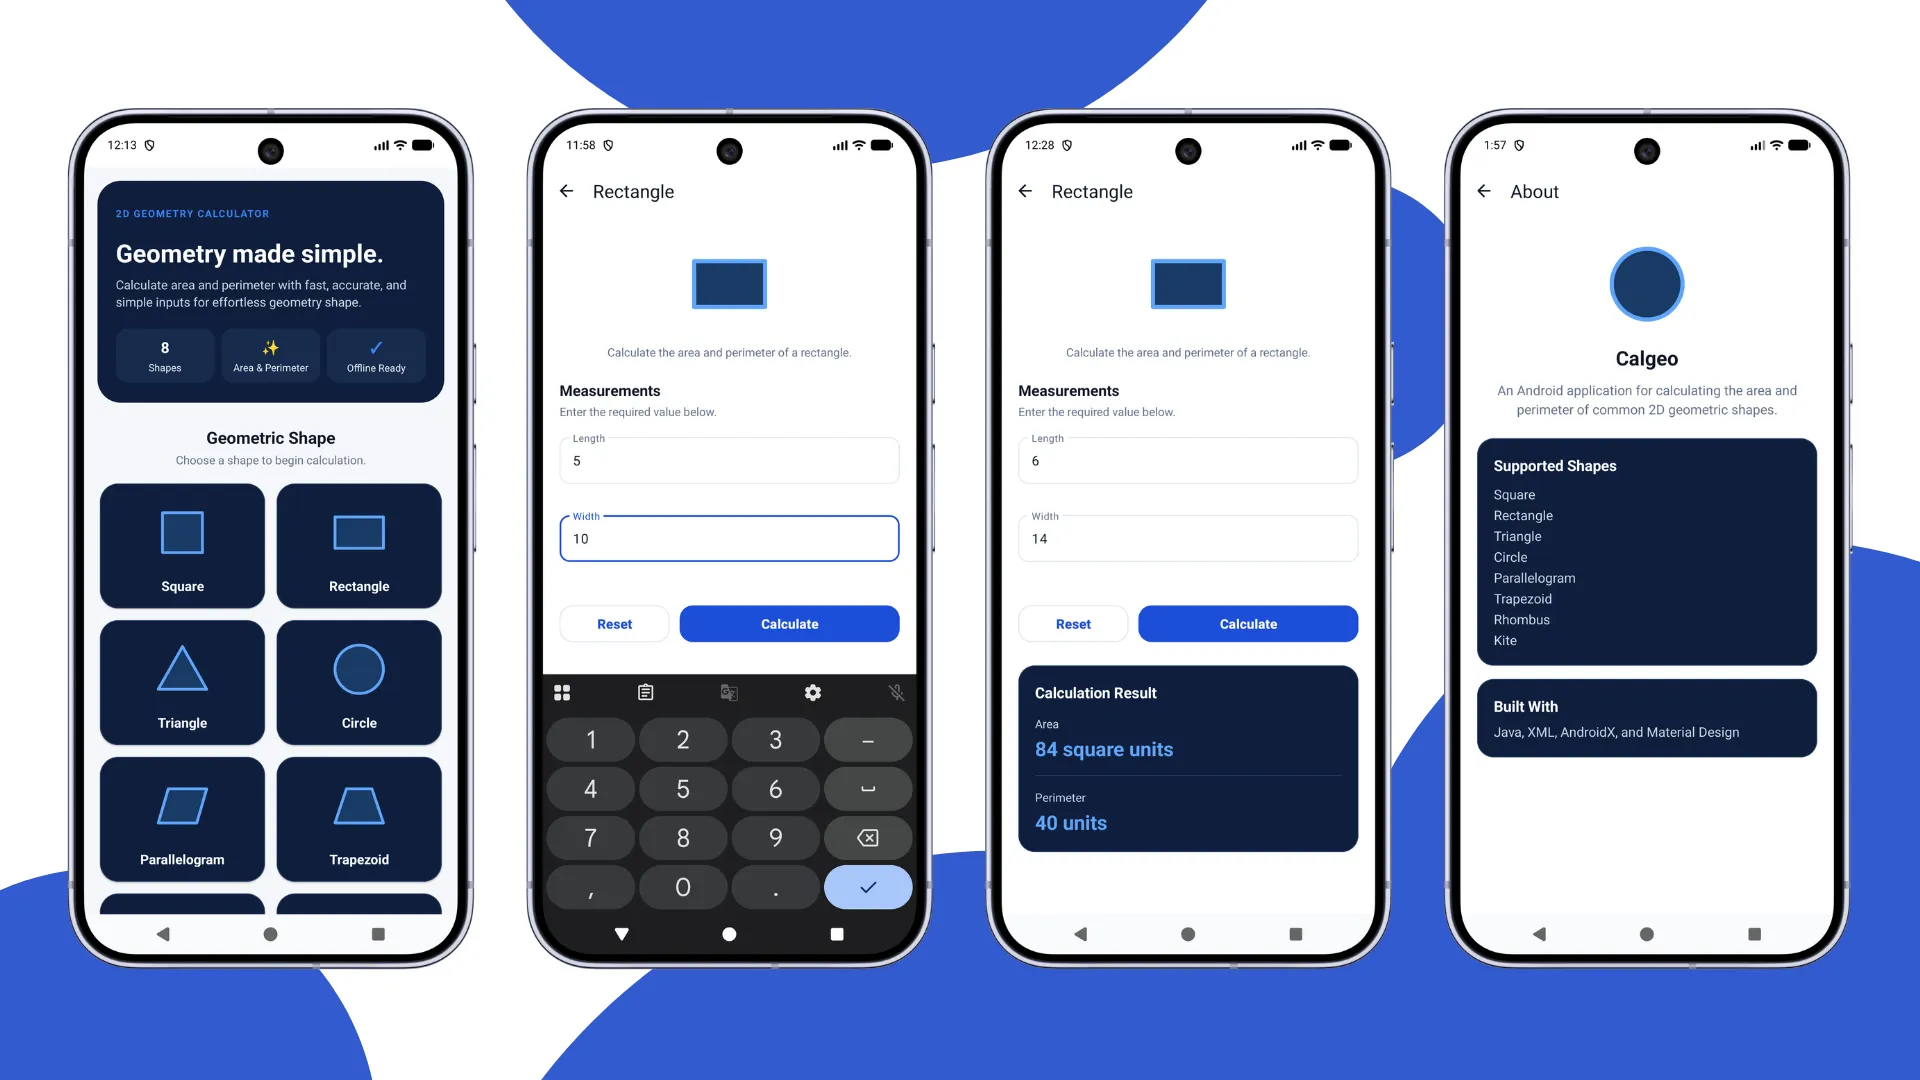 12:13
2D GEOMETRY CALCULATOR
Geometry made simple.
Calculate area and perimeter with fast, accurate, and
simple inputs for effortless geometry shape.
8
Shapes
Area & Perimeter
Offline Ready
Geometric Shape
Choose a shape to begin calculation.
Square
Rectangle
Triangle
Circle
Parallelogram
Trapezoid
11:58
Rectangle
Calculate the area and perimeter of a rectangle.
Measurements
Enter the required value below.
Length
5
Width
10
Reset
Calculate
1 2 3 –
4 5 6
7 8 9
, 0 .
12:28
Rectangle
Calculate the area and perimeter of a rectangle.
Measurements
Enter the required value below.
Length
6
Width
14
Reset
Calculate
Calculation Result
Area
84 square units
Perimeter
40 units
1:57
About
Calgeo
An Android application for calculating the area and
perimeter of common 2D geometric shapes.
Supported Shapes
Square
Rectangle
Triangle
Circle
Parallelogram
Trapezoid
Rhombus
Kite
Built With
Java, XML, AndroidX, and Material Design